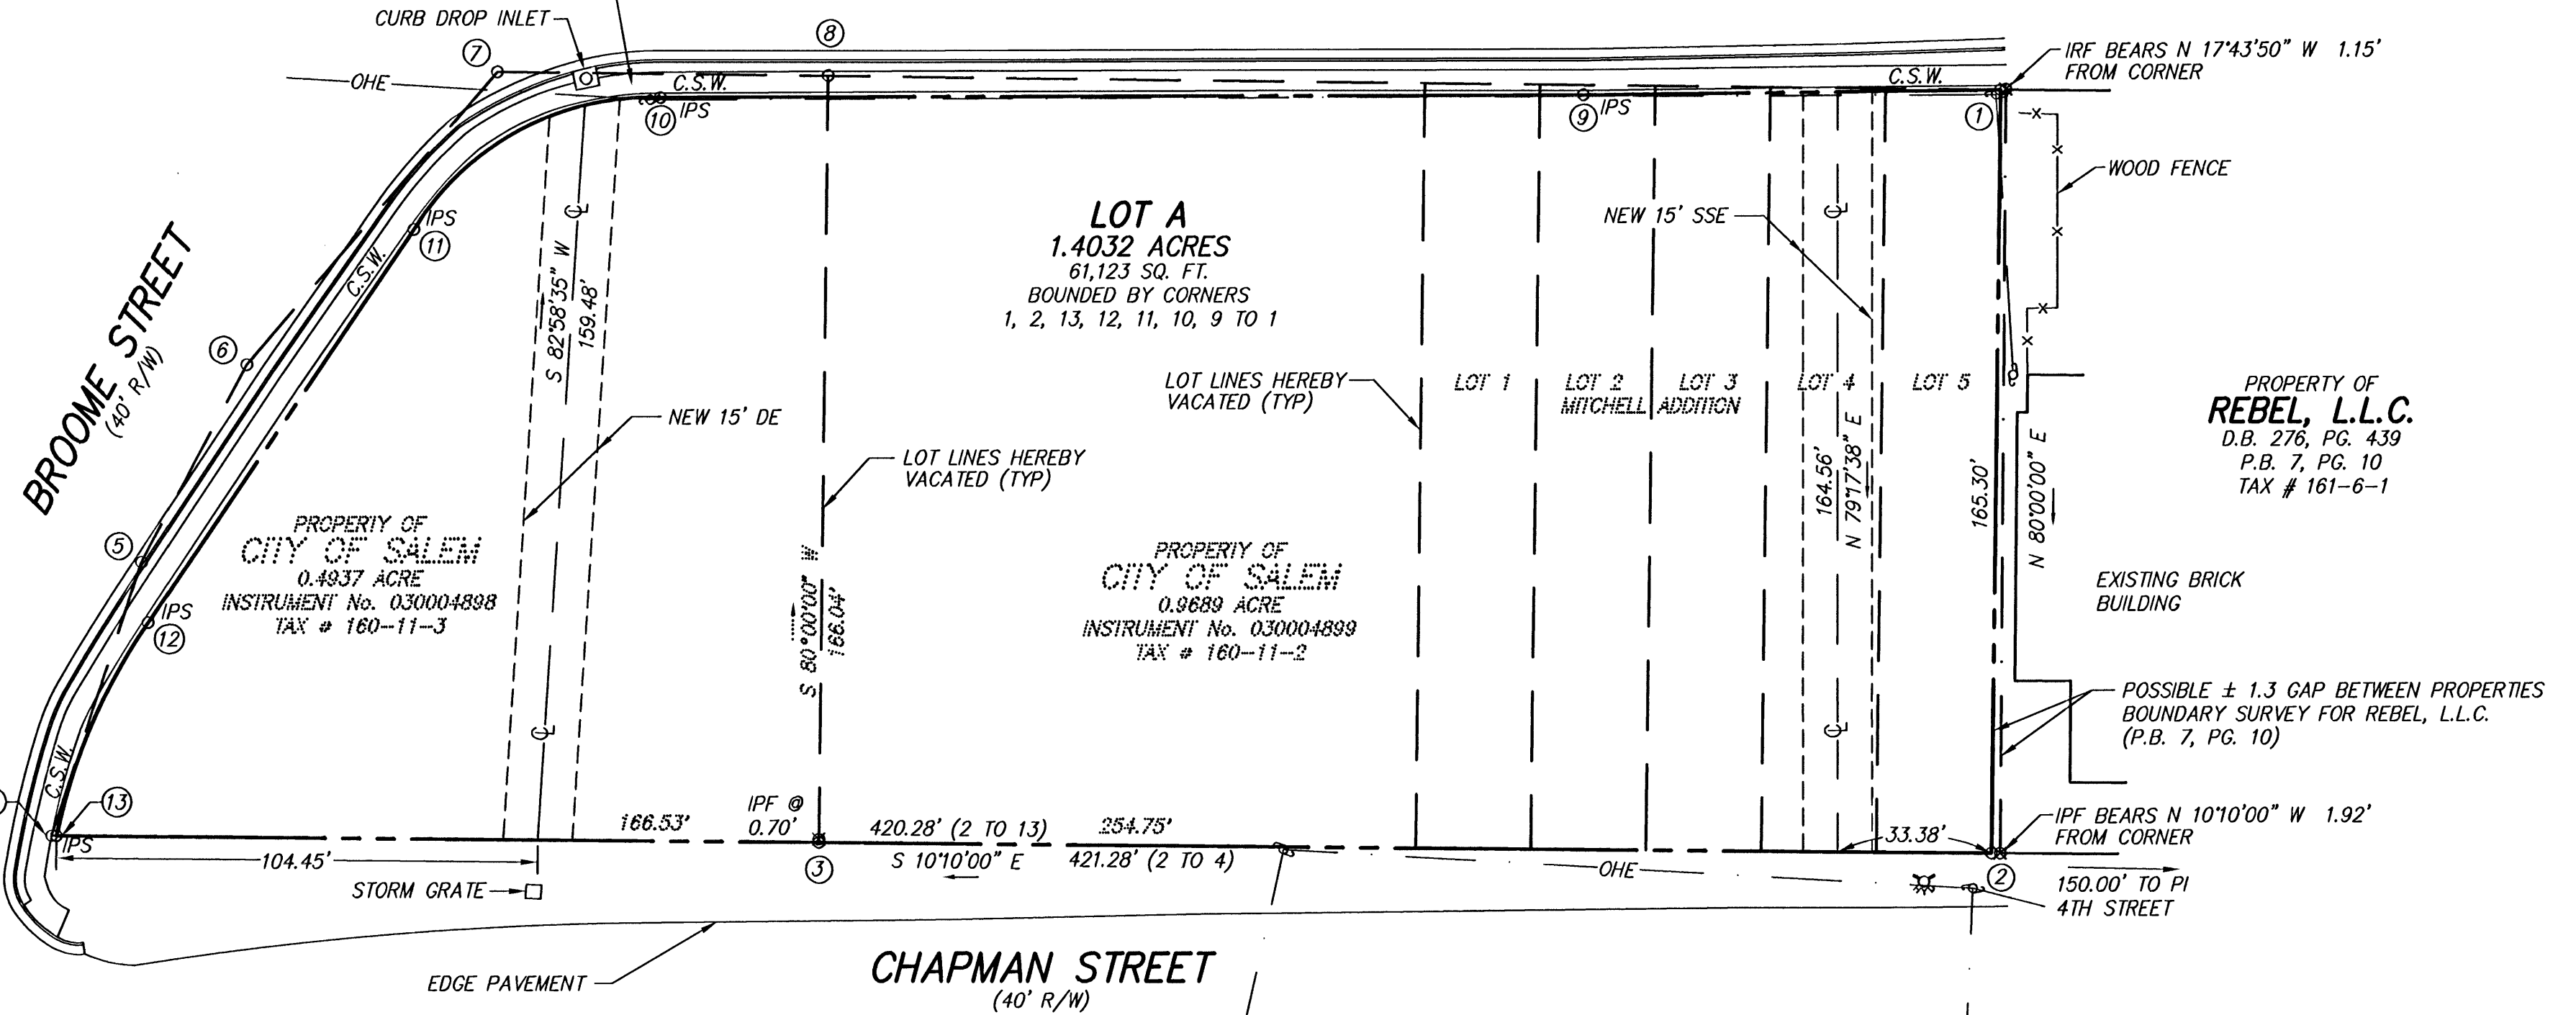 CURB DROP INLET
7
8
OHE
C.S.W.
IPS
10
9
IPS
C.S.W.
1
IRF BEARS N 17°43'50" W 1.15'
FROM CORNER
WOOD FENCE
BROOME STREET
(40' R/W)
6
5
C.S.W.
IPS
11
IPS
12
C.S.W.
13
IPS
S 82°58'35" W
159.48'
NEW 15' DE
LOT A
1.4032 ACRES
61,123 SQ. FT.
BOUNDED BY CORNERS
1, 2, 13, 12, 11, 10, 9 TO 1
NEW 15' SSE
LOT LINES HEREBY
VACATED (TYP)
LOT 1
LOT 2
LOT 3
LOT 4
LOT 5
MITCHELL ADDITION
LOT LINES HEREBY
VACATED (TYP)
PROPERTY OF
CITY OF SALEM
0.4937 ACRE
INSTRUMENT No. 030004898
TAX # 160-11-3
S 80°00'00" W
166.04'
PROPERTY OF
CITY OF SALEM
0.9689 ACRE
INSTRUMENT No. 030004899
TAX # 160-11-2
164.56'
N 79°17'38" E
165.30'
N 80°00'00" E
PROPERTY OF
REBEL, L.L.C.
D.B. 276, PG. 439
P.B. 7, PG. 10
TAX # 161-6-1
EXISTING BRICK
BUILDING
POSSIBLE ± 1.3 GAP BETWEEN PROPERTIES
BOUNDARY SURVEY FOR REBEL, L.L.C.
(P.B. 7, PG. 10)
IPF BEARS N 10°10'00" W 1.92'
FROM CORNER
166.53'
IPF @
0.70'
420.28' (2 TO 13)
254.75'
S 10°10'00" E
421.28' (2 TO 4)
33.38'
104.45'
3
OHE
2
150.00' TO PI
4TH STREET
STORM GRATE
EDGE PAVEMENT
CHAPMAN STREET
(40' R/W)